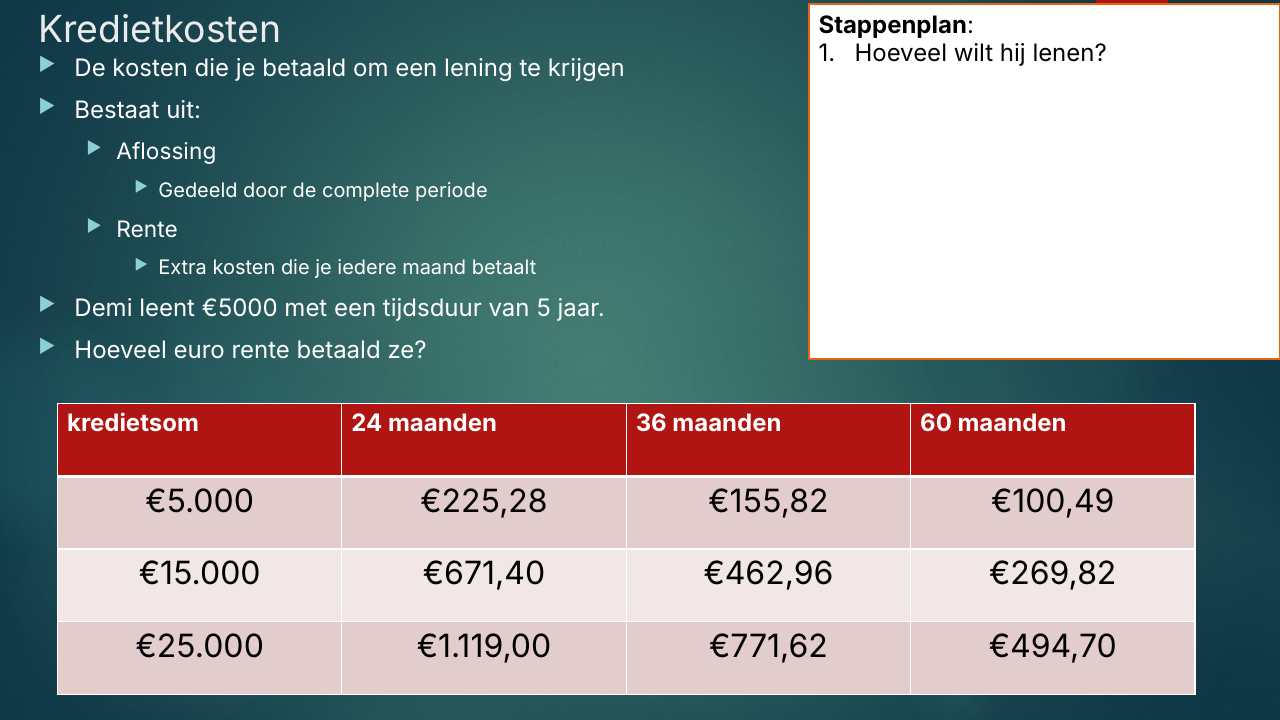 Kredietkosten
De kosten die je betaald om een lening te krijgen
Bestaat uit:
Aflossing
Gedeeld door de complete periode
Rente
Extra kosten die je iedere maand betaalt
Demi leent €5000 met een tijdsduur van 5 jaar.
Hoeveel euro rente betaald ze?
Stappenplan:
1. Hoeveel wilt hij lenen?
kredietsom 24 maanden 36 maanden 60 maanden
€5.000 €225,28 €155,82 €100,49
€15.000 €671,40 €462,96 €269,82
€25.000 €1.119,00 €771,62 €494,70